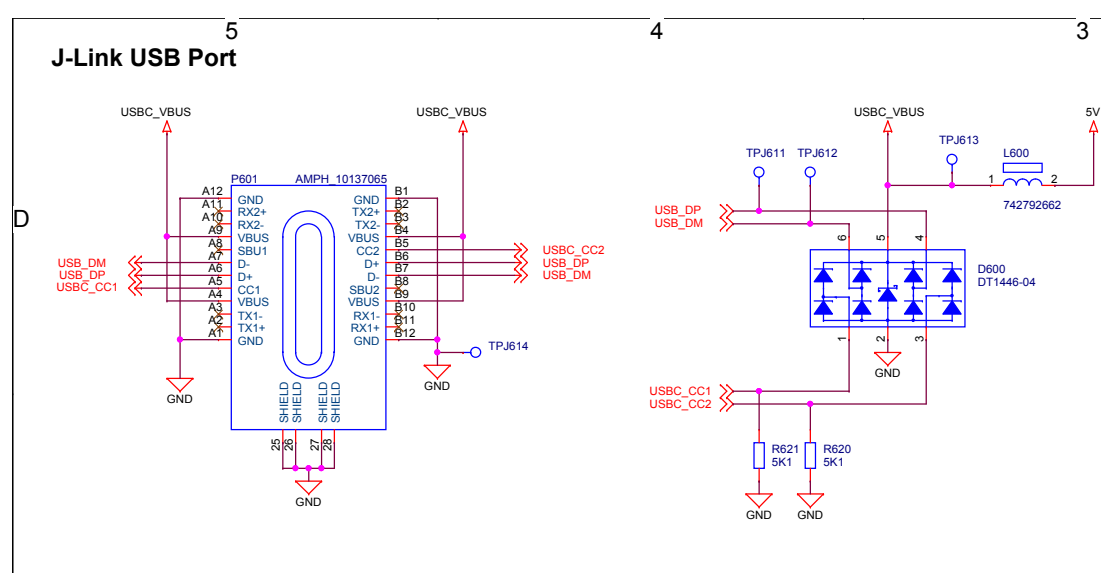 5 4 3
J-Link USB Port
D
USBC_VBUS USBC_VBUS
P601 AMPH_10137065
A12 GND GND B1
A11 RX2+ TX2+ B2
A10 RX2- TX2- B3
A9 VBUS VBUS B4
A8 SBU1 CC2 B5 USBC_CC2
USB_DM A7 D- D+ B6 USB_DP
USB_DP A6 D+ D- B7 USB_DM
USBC_CC1 A5 CC1 SBU2 B8
A4 VBUS VBUS B9
A3 TX1- RX1- B10
A2 TX1+ RX1+ B11
A1 GND GND B12
TPJ614
GND GND
SHIELD SHIELD SHIELD SHIELD
25 26 27 28
GND
USBC_VBUS 5V
TPJ611 TPJ612 TPJ613 L600
1 2
742792662
USB_DP
USB_DM
6 5 4
D600
DT1446-04
1 2 3
GND
USBC_CC1
USBC_CC2
R621 R620
5K1 5K1
GND GND